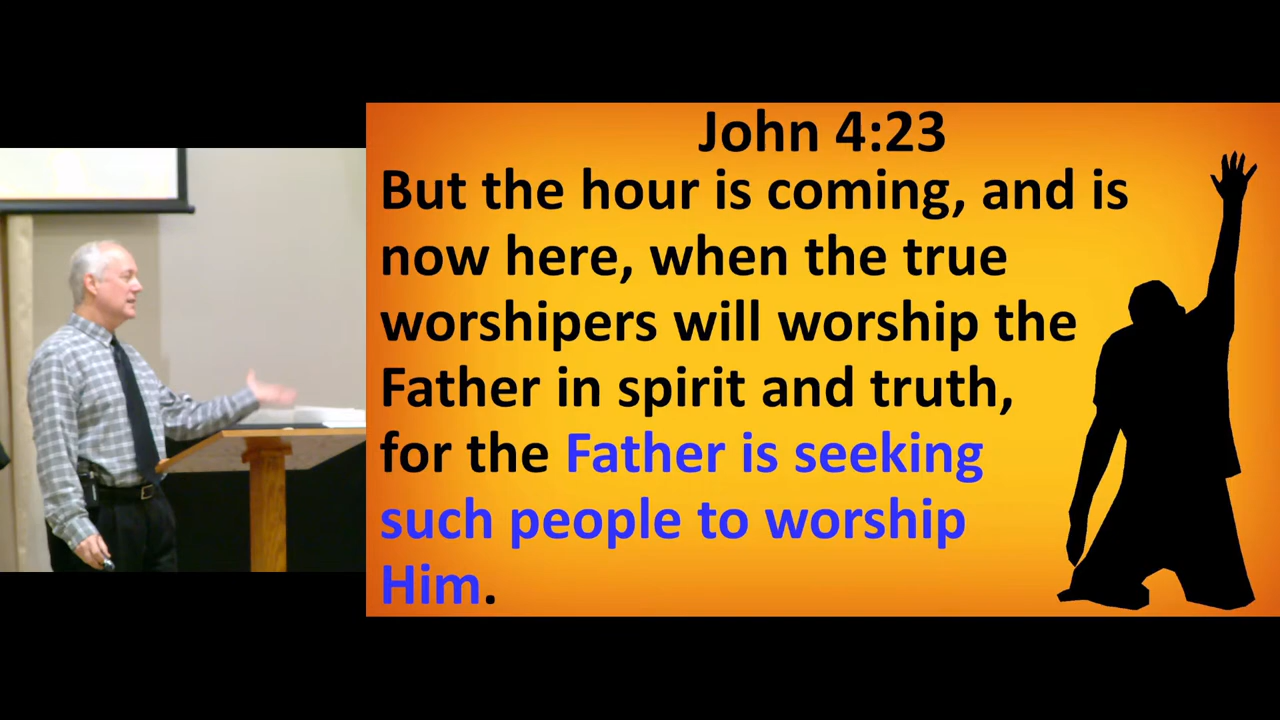 John 4:23
But the hour is coming, and is
now here, when the true
worshipers will worship the
Father in spirit and truth,
for the Father is seeking
such people to worship
Him.